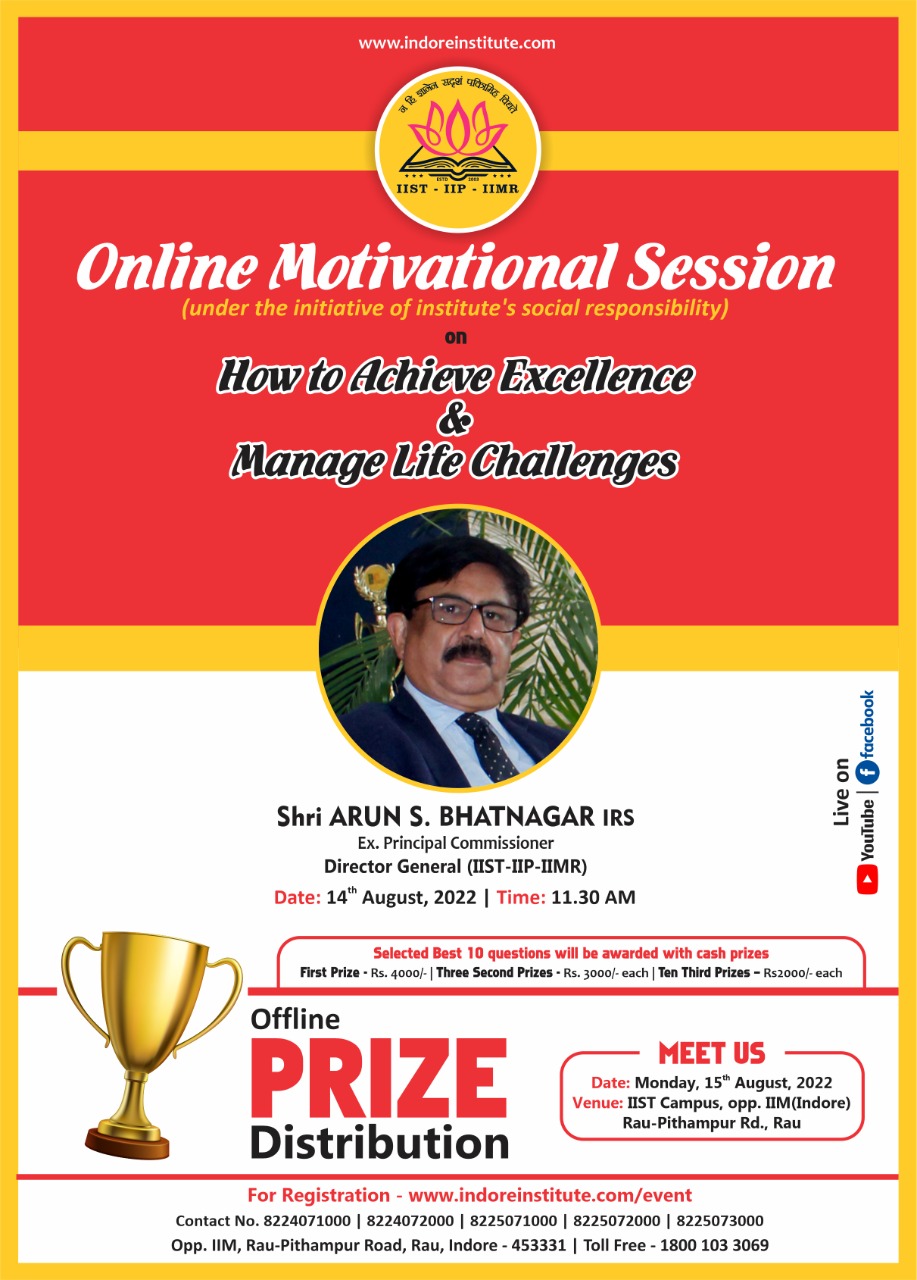 www.indoreinstitute.com
न हि ज्ञानेन सदृशं पवित्रमिह विद्यते
ESTD 2003
IIST - IIP - IIMR
Online Motivational Session
(under the initiative of institute's social responsibility)
on
How to Achieve Excellence
&
Manage Life Challenges
Shri ARUN S. BHATNAGAR IRS
Ex. Principal Commissioner
Director General (IIST-IIP-IIMR)
Date: 14th August, 2022 | Time: 11.30 AM
Live on
YouTube | facebook
Selected Best 10 questions will be awarded with cash prizes
First Prize - Rs. 4000/- | Three Second Prizes - Rs. 3000/- each | Ten Third Prizes – Rs2000/- each
Offline
PRIZE
Distribution
MEET US
Date: Monday, 15th August, 2022
Venue: IIST Campus, opp. IIM(Indore)
Rau-Pithampur Rd., Rau
For Registration - www.indoreinstitute.com/event
Contact No. 8224071000 | 8224072000 | 8225071000 | 8225072000 | 8225073000
Opp. IIM, Rau-Pithampur Road, Rau, Indore - 453331 | Toll Free - 1800 103 3069